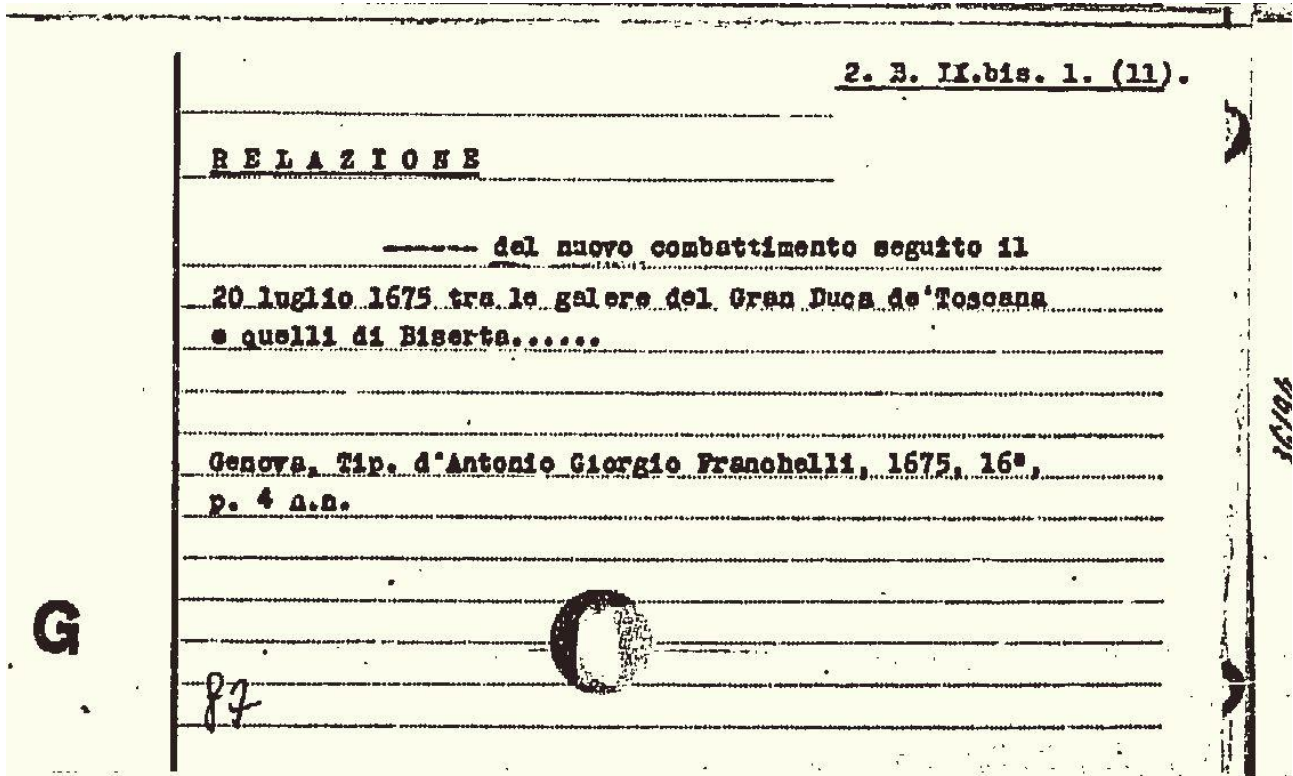 2. B. IX.bis. 1. (11).
RELAZIONE
——— del nuovo combattimento seguito il
20 luglio 1675 tra le galere del Gran Duca de'Toscana
e quelli di Biserta......
Genova, Tip. d'Antonio Giorgio Franchelli, 1675, 16°,
p. 4 n.n.
G
87